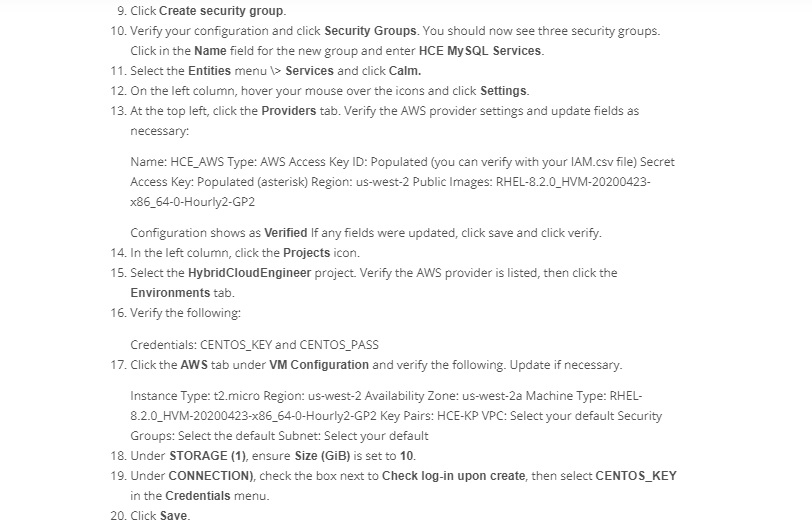 9. Click Create security group.
10. Verify your configuration and click Security Groups. You should now see three security groups.
Click in the Name field for the new group and enter HCE MySQL Services.
11. Select the Entities menu \> Services and click Calm.
12. On the left column, hover your mouse over the icons and click Settings.
13. At the top left, click the Providers tab. Verify the AWS provider settings and update fields as
necessary:
Name: HCE_AWS Type: AWS Access Key ID: Populated (you can verify with your IAM.csv file) Secret
Access Key: Populated (asterisk) Region: us-west-2 Public Images: RHEL-8.2.0_HVM-20200423-
x86_64-0-Hourly2-GP2
Configuration shows as Verified If any fields were updated, click save and click verify.
14. In the left column, click the Projects icon.
15. Select the HybridCloudEngineer project. Verify the AWS provider is listed, then click the
Environments tab.
16. Verify the following:
Credentials: CENTOS_KEY and CENTOS_PASS
17. Click the AWS tab under VM Configuration and verify the following. Update if necessary.
Instance Type: t2.micro Region: us-west-2 Availability Zone: us-west-2a Machine Type: RHEL-
8.2.0_HVM-20200423-x86_64-0-Hourly2-GP2 Key Pairs: HCE-KP VPC: Select your default Security
Groups: Select the default Subnet: Select your default
18. Under STORAGE (1), ensure Size (GiB) is set to 10.
19. Under CONNECTION), check the box next to Check log-in upon create, then select CENTOS_KEY
in the Credentials menu.
20. Click Save.